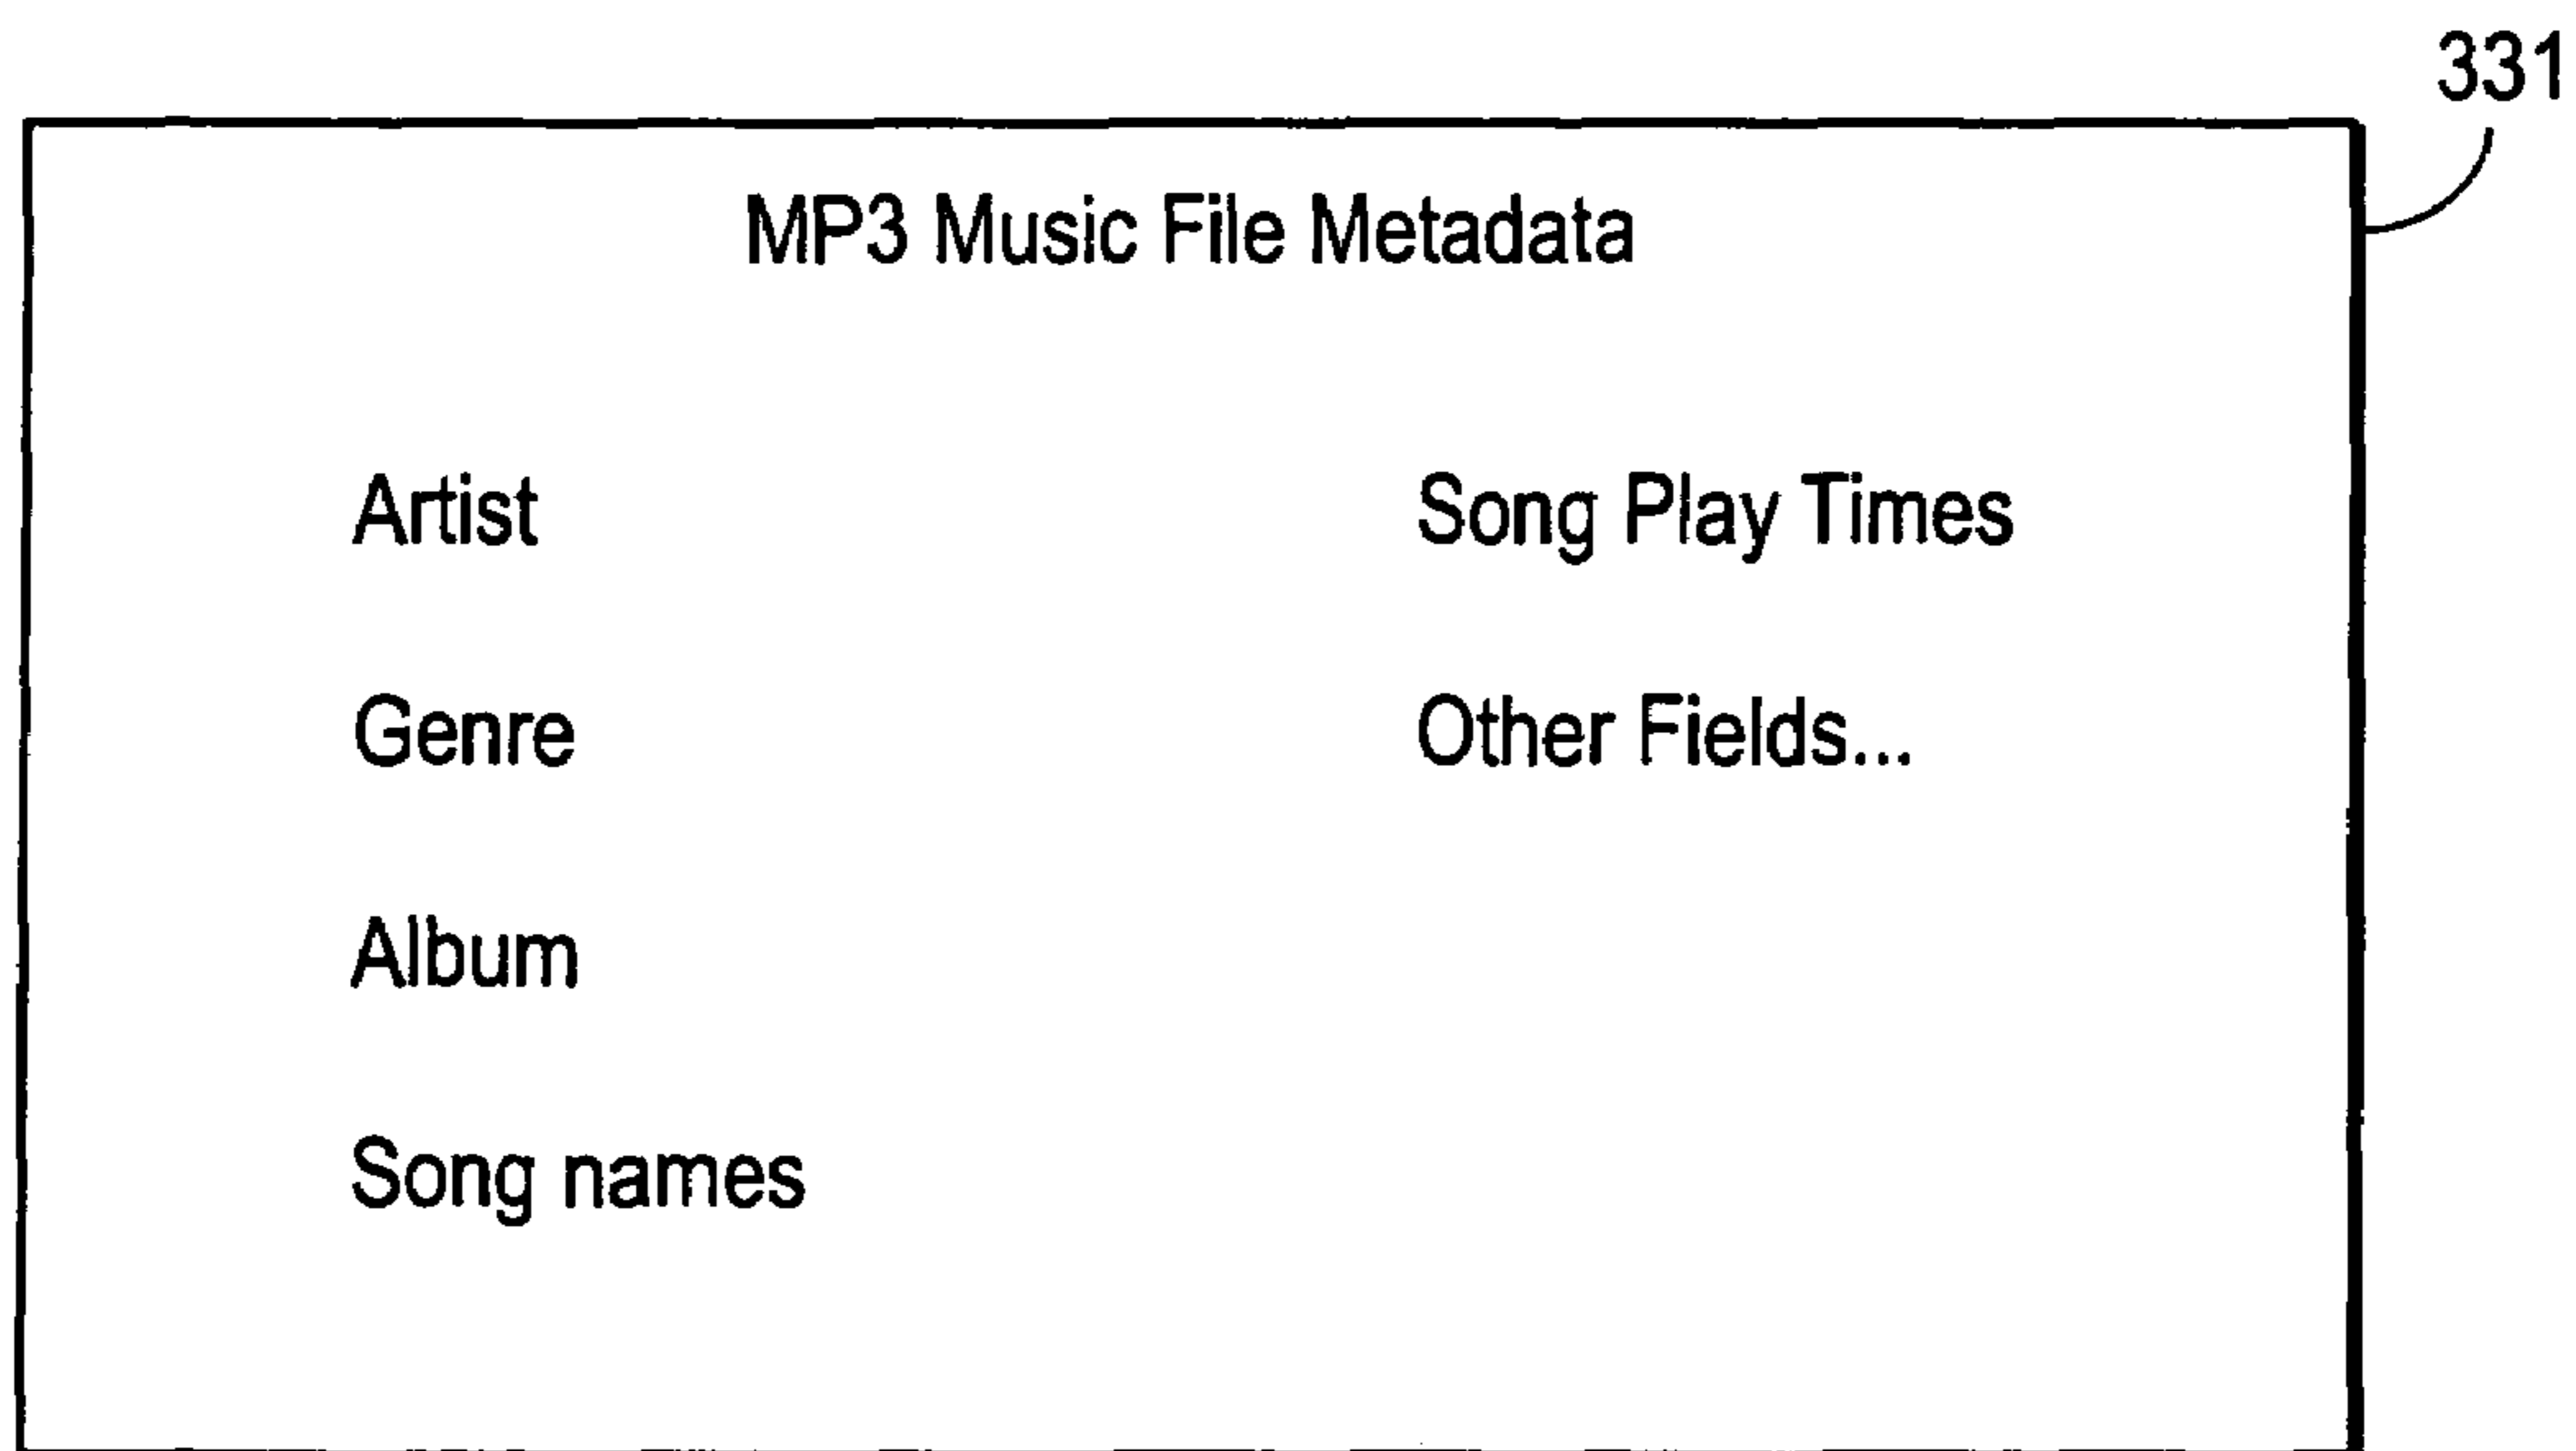 331
MP3 Music File Metadata
Artist
Genre
Album
Song names
Song Play Times
Other Fields...